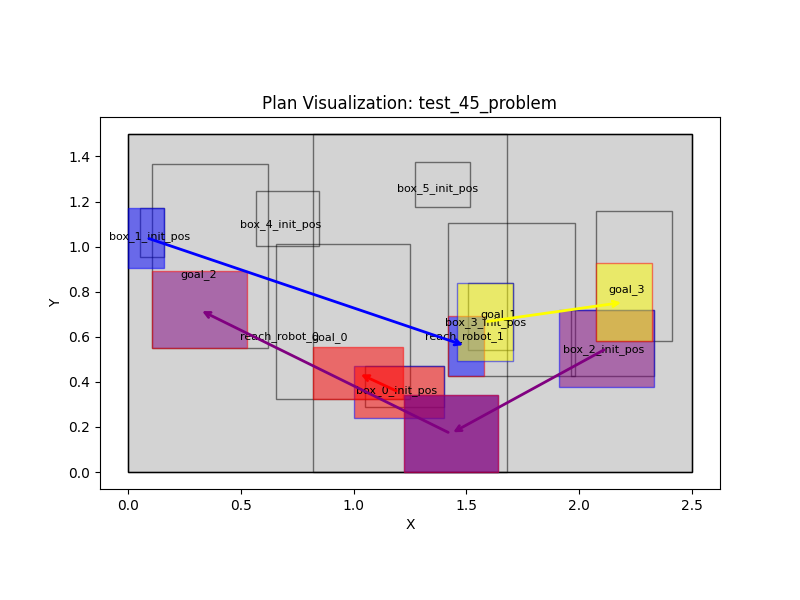 Plan Visualization: test_45_problem
Y
1.4
1.2
1.0
0.8
0.6
0.4
0.2
0.0
box_5_init_pos
box_4_init_pos
box_1_init_pos
goal_2
goal_3
goal_1
box_3_init_pos
reach_robot_0
goal_0
reach_robot_1
box_2_init_pos
box_0_init_pos
0.0
0.5
1.0
1.5
2.0
2.5
X